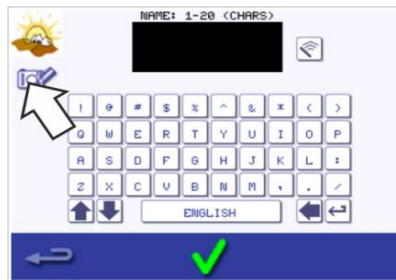 NAME: 1-20 (CHARS)
! @ # $ % ^ & * ( )
Q W E R T Y U I O P
A S D F G H J K L :
Z X C V B N M , . /
ENGLISH